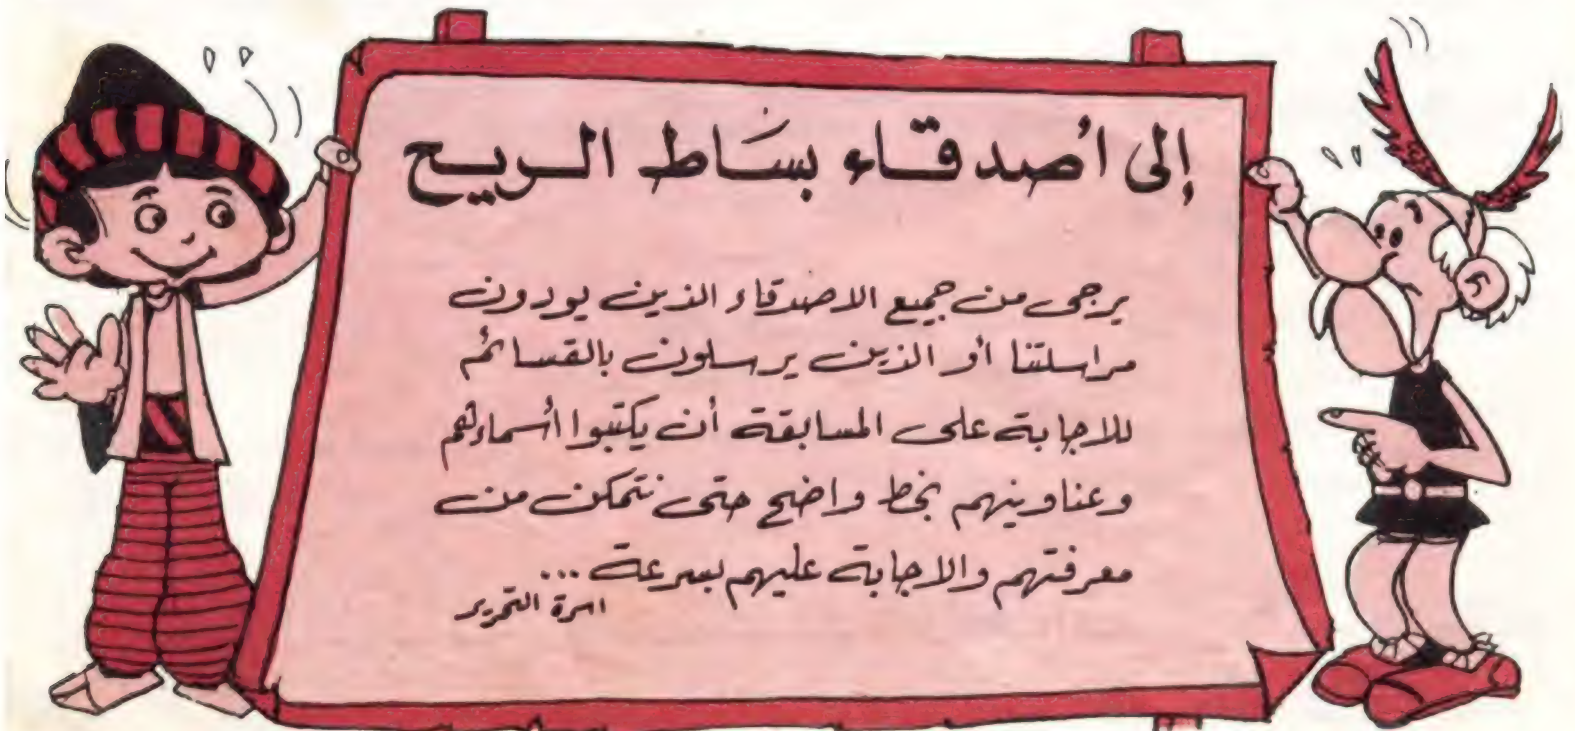 إلى أصدقاء بساط الريح
يرجى من جميع الاصدقاء الذين يودون
مراسلتنا أو الذين يرسلون بالقسائم
للاجابة على المسابقة أن يكتبوا أسماءهم
وعناوينهم بخط واضح حتى نتمكن من
معرفتهم والاجابة عليهم بسرعة ...
اسرة التحرير